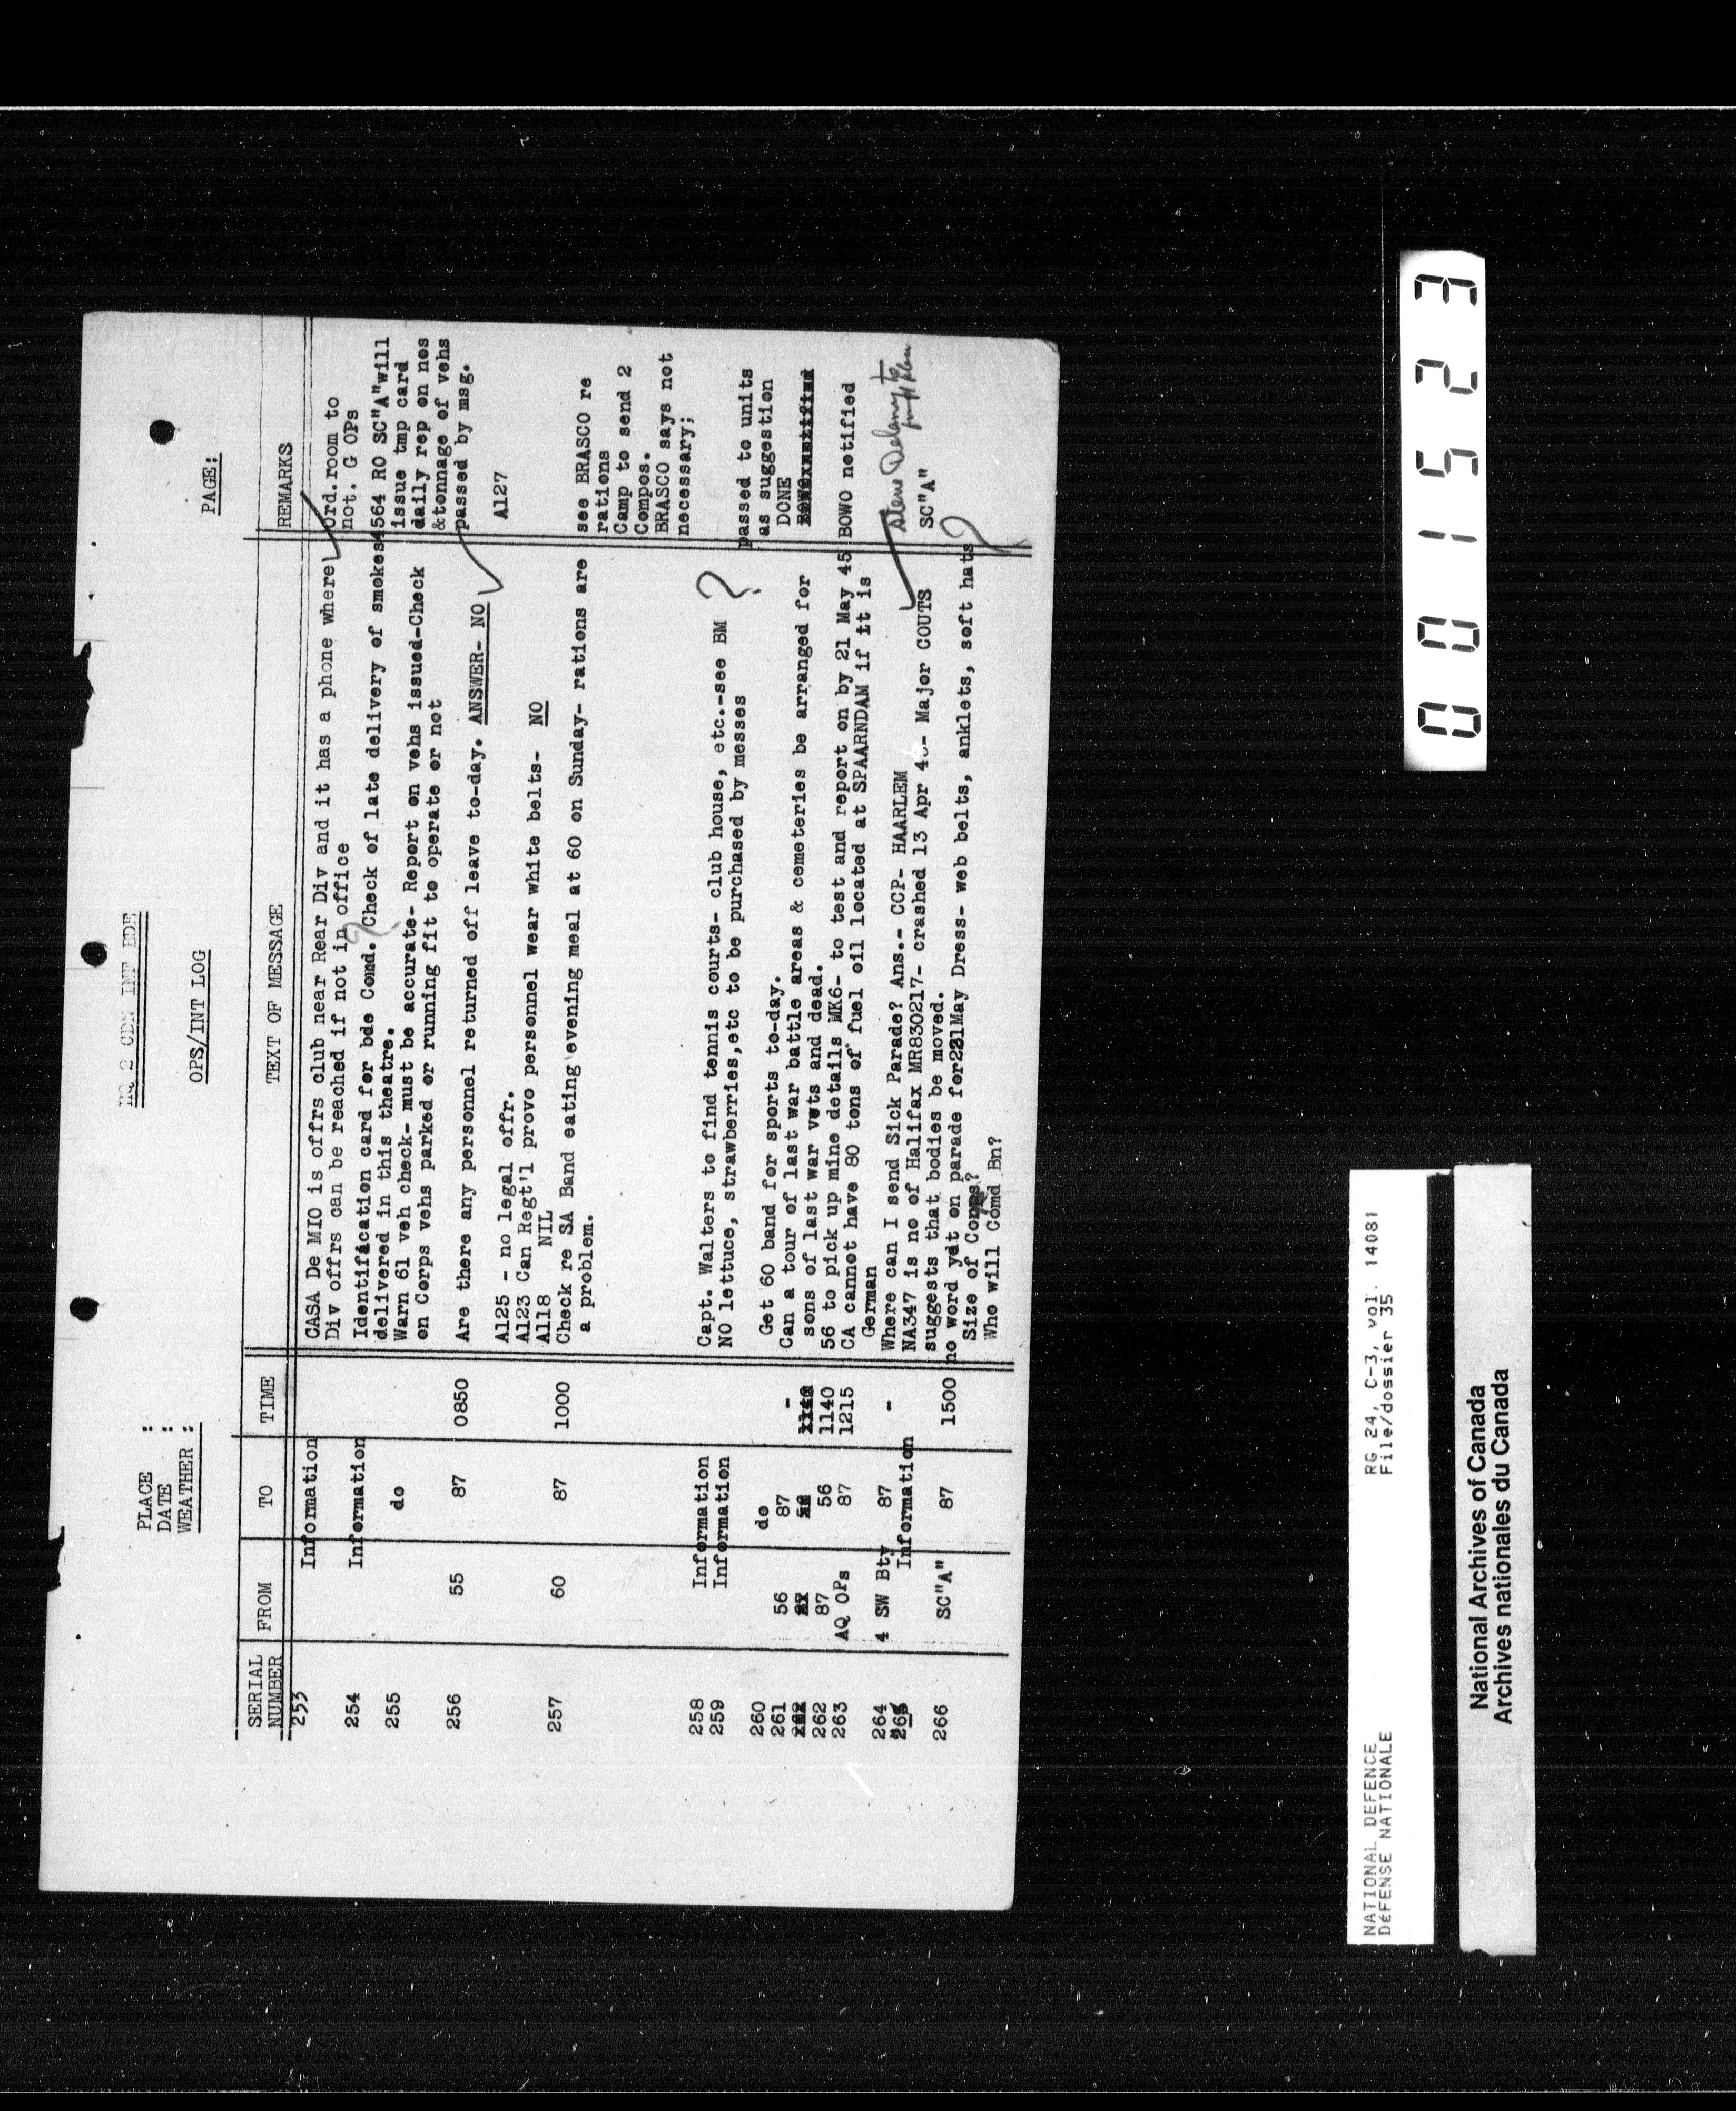 HQ 2 CDN INF BDE
OPS/INT LOG
PAGE:
PLACE :
DATE :
WEATHER :
SERIAL NUMBER FROM TO TIME TEXT OF MESSAGE REMARKS
253 Information CASA De MIO is offrs club near Rear Div and it has a phone where Ord.room to
Div offrs can be reached if not in office not. G OPs
254 Information Identification card for bde Comd. Check of late delivery of smokes 4564 RO SC"A"will
delivered in this theatre. issue tmp card
255 do Warn 61 veh check- must be accurate- Report on vehs issued-Check daily rep on nos
on Corps vehs parked or running fit to operate or not &tonnage of vehs
passed by msg.
256 55 87 0850 Are there any personnel returned off leave to-day. ANSWER- NO
A125 - no legal offr. A127
A123 Can Regt'l provo personnel wear white belts- NO
A118 NIL
257 60 87 1000 Check re SA Band eating evening meal at 60 on Sunday- rations are see BRASCO re
a problem. rations
Camp to send 2
Compos.
BRASCO says not
necessary;
258 Information Capt. Walters to find tennis courts- club house, etc.-see BM ?
259 Information NO lettuce, strawberries,etc to be purchased by messes passed to units
as suggestion
260 do Get 60 band for sports to-day. DONE
261 56 87 - Can a tour of last war battle areas & cemeteries be arranged for
sons of last war vets and dead.
262 87 56 1140 56 to pick up mine details MK6- to test and report on by 21 May 45 BOWO notified
263 AQ OPs 87 1215 CA cannot have 80 tons of fuel oil located at SPAARNDAM if it is
German
264 4 SW Bty 87 - Where can I send Sick Parade? Ans.- CCP- HAARLEM
265 Information NA347 is no of Halifax MR830217- crashed 13 Apr 4 - Major COUTS SC"A"
suggests that bodies be moved.
266 SC"A" 87 1500 no word yet on parade for May Dress- web belts, anklets, soft hats ?
Size of Corps?
Who will Comd Bn?
001523
NATIONAL DEFENCE RG 24, C-3, vol. 14081
DéFENSE NATIONALE File/dossier 35
National Archives of Canada
Archives nationales du Canada